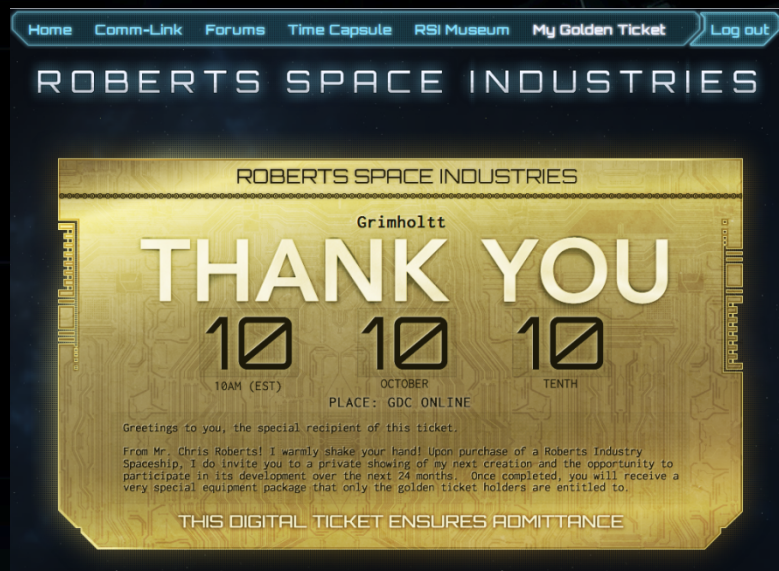 Home Comm-Link Forums Time Capsule RSI Museum My Golden Ticket Log out
ROBERTS SPACE INDUSTRIES
ROBERTS SPACE INDUSTRIES
Grimholtt
THANK YOU
10 10 10
10AM (EST) OCTOBER TENTH
PLACE: GDC ONLINE
Greetings to you, the special recipient of this ticket.
From Mr. Chris Roberts! I warmly shake your hand! Upon purchase of a Roberts Industry
Spaceship, I do invite you to a private showing of my next creation and the opportunity to
participate in its development over the next 24 months. Once completed, you will receive a
very special equipment package that only the golden ticket holders are entitled to.
THIS DIGITAL TICKET ENSURES ADMITTANCE